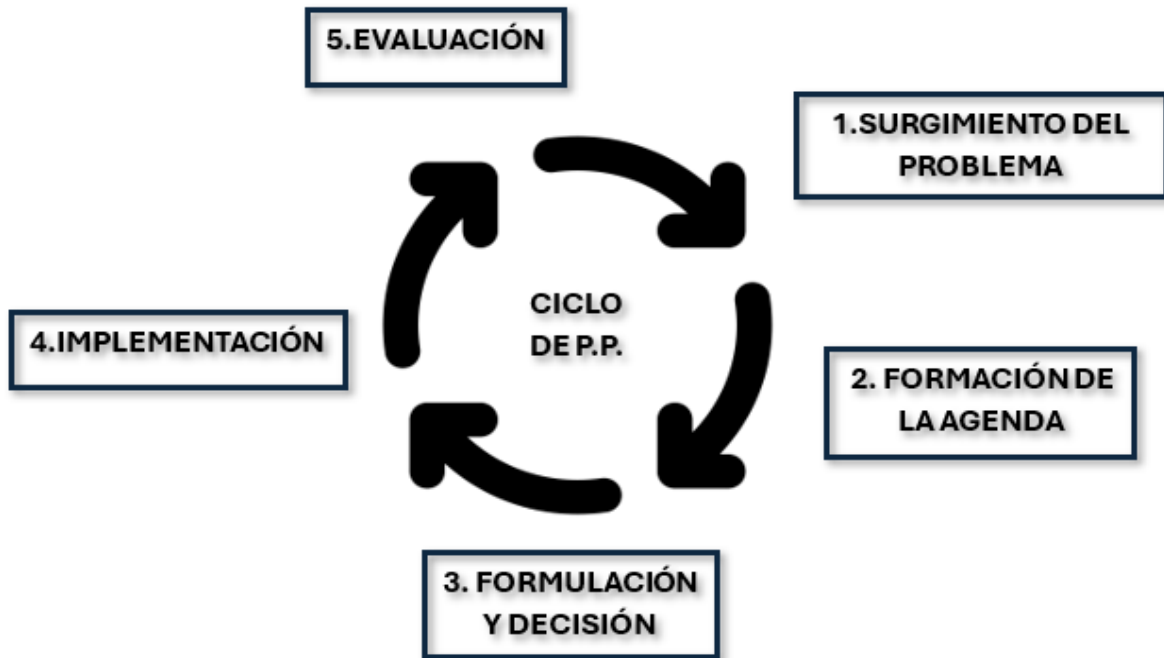 5.EVALUACIÓN
1.SURGIMIENTO DEL
PROBLEMA
CICLO
DE P.P.
4.IMPLEMENTACIÓN
2. FORMACIÓN DE
LA AGENDA
3. FORMULACIÓN
Y DECISIÓN